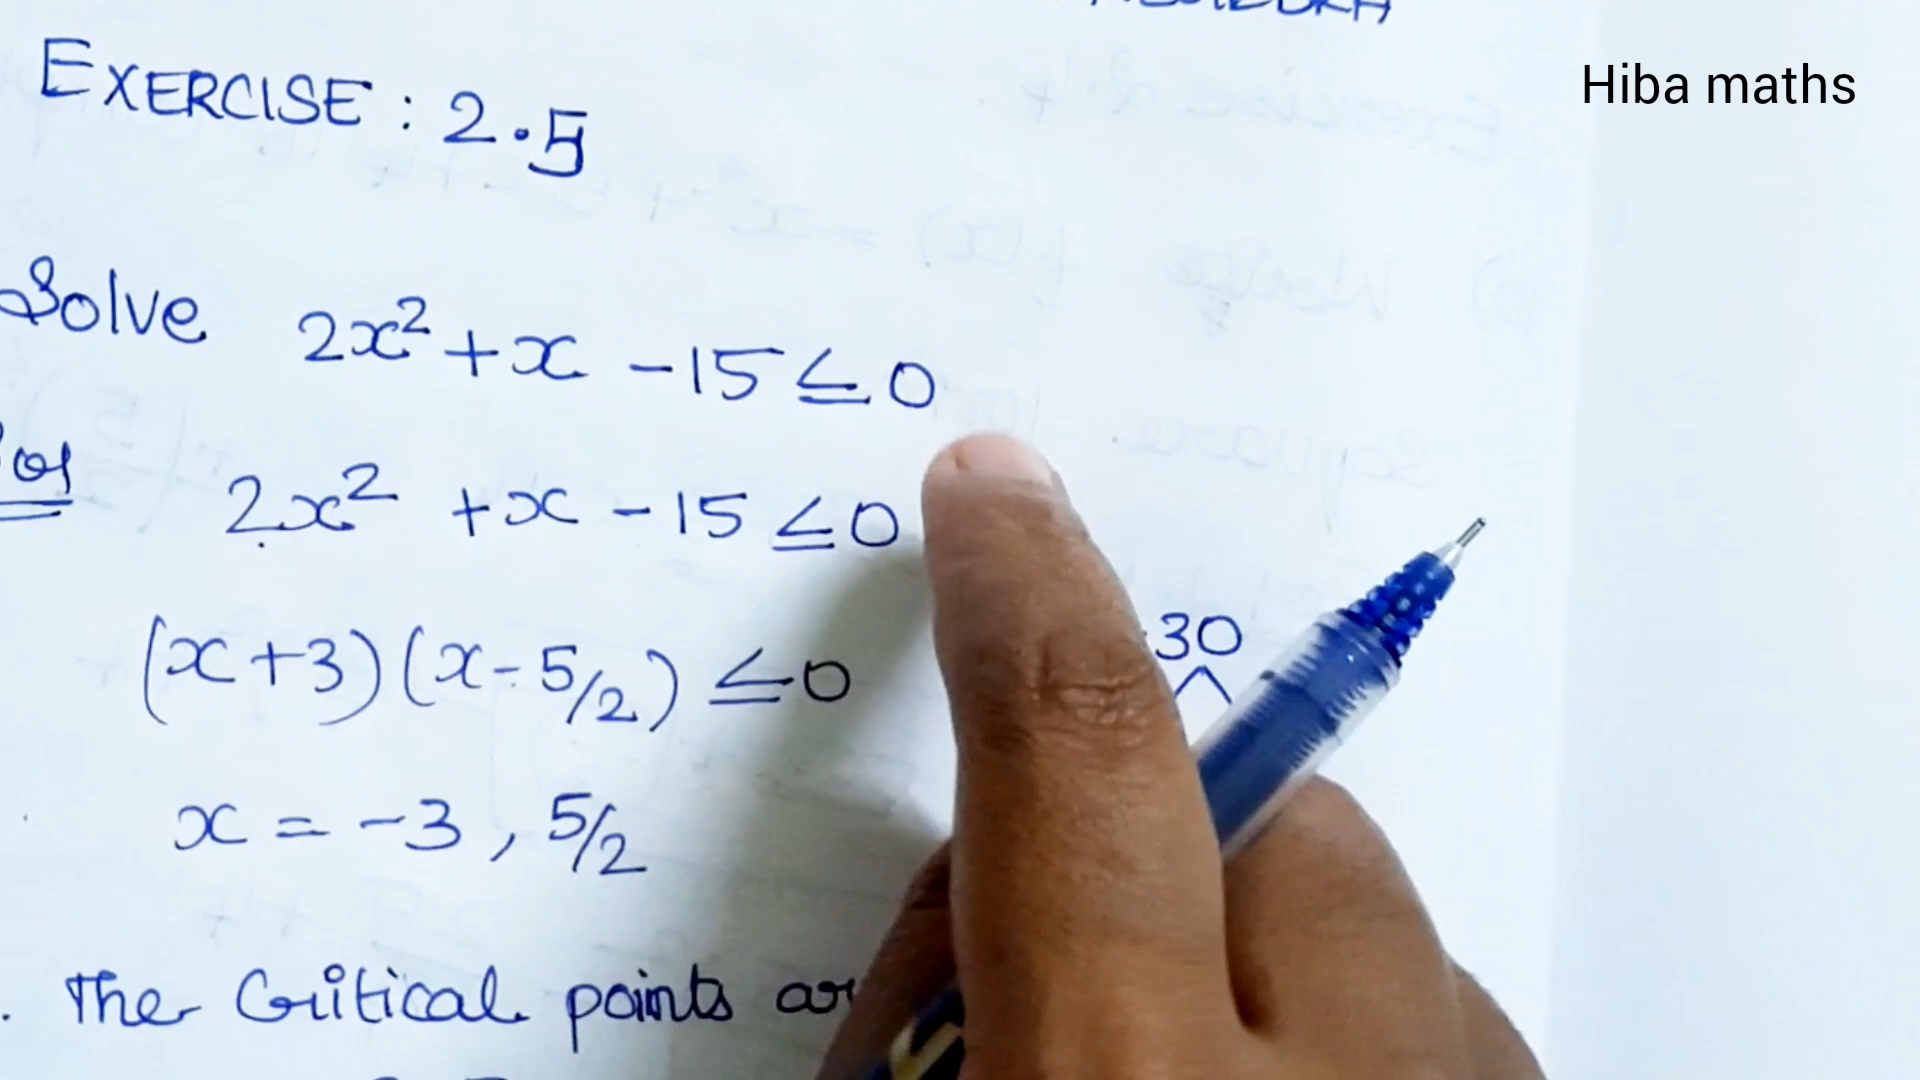 Hiba maths
EXERCISE : 2.5
Solve 2x² + x - 15 ≤ 0
2x² + x - 15 ≤ 0
30
(x+3) (x - 5/2) ≤ 0
x = -3, 5/2
. The Critical points